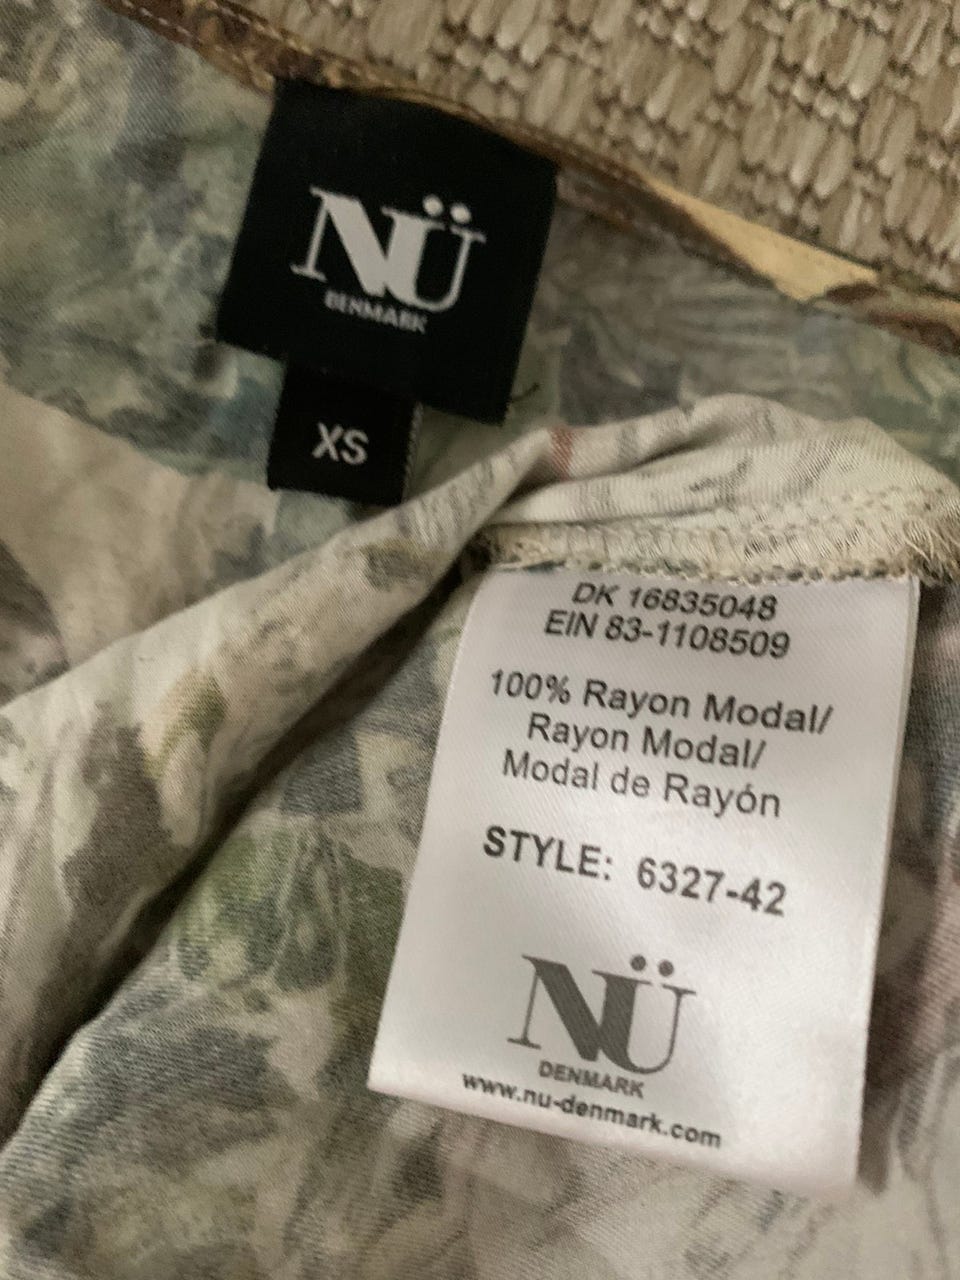 NÜ
DENMARK
XS
DK 16835048
EIN 83-1108509
100% Rayon Modal/
Rayon Modal/
Modal de Rayón
STYLE: 6327-42
NÜ
DENMARK
www.nu-denmark.com